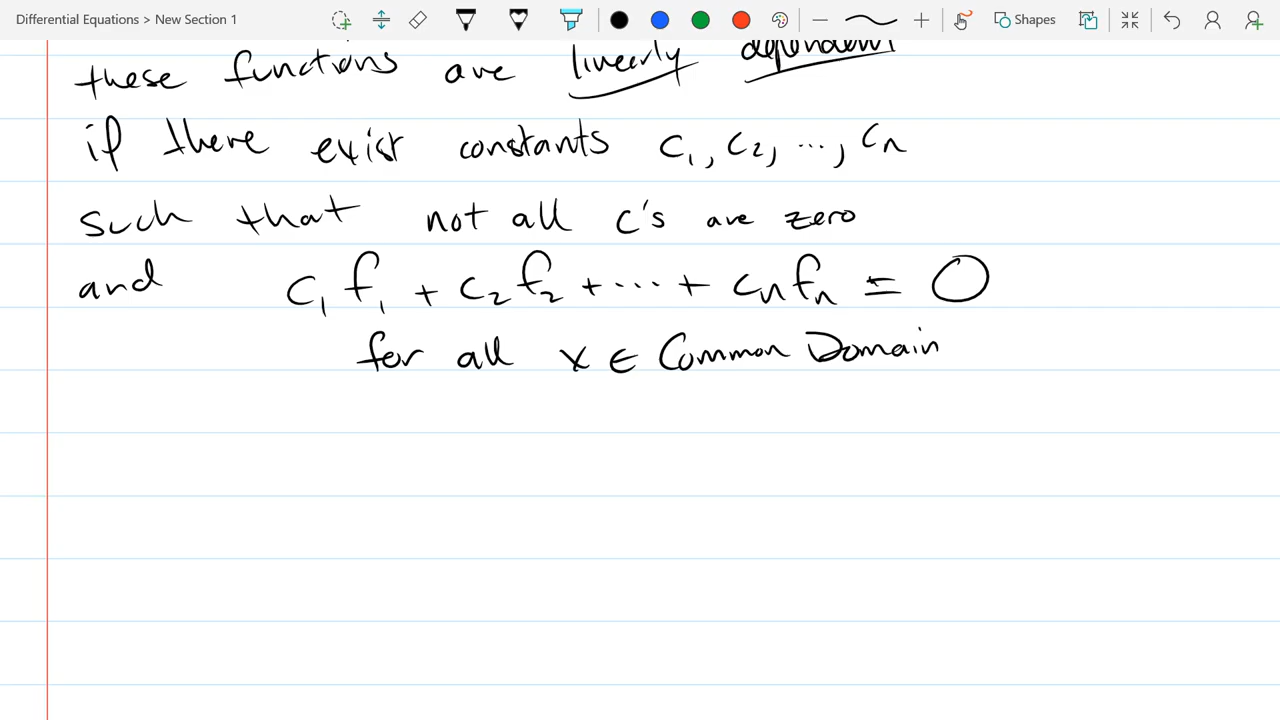 Differential Equations > New Section 1
Shapes
these functions are linearly dependent
if there exist constants c₁, c₂, ..., cₙ
such that not all c's are zero
and c₁f₁ + c₂f₂ + ... + cₙfₙ = 0
for all x ∈ Common Domain